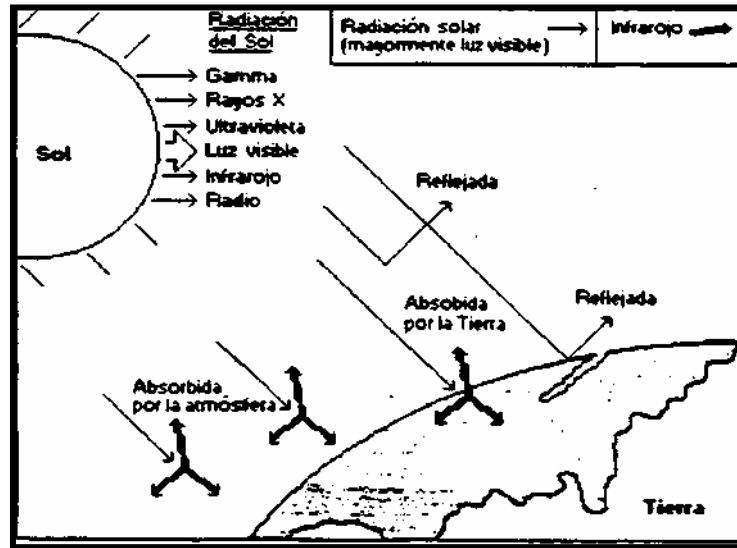 Radiación
del Sol
Gamma
Rayos X
Ultravioleta
Luz visible
Infrarojo
Radio
Sol
Radiación solar
(mayormente luz visible)
Infrarojo
Reflejada
Absobida
por la Tierra
Reflejada
Absorbida
por la atmósfera
Tierra